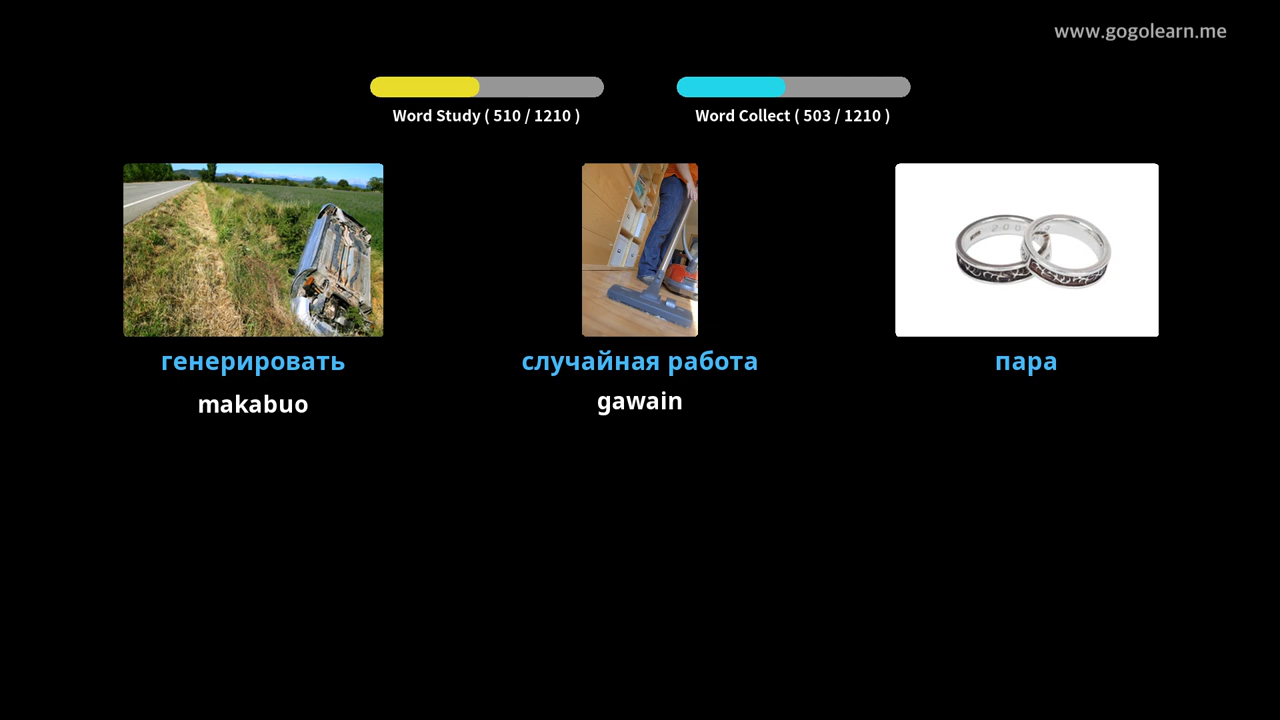 www.gogolearn.me
Word Study ( 510 / 1210 )
Word Collect ( 503 / 1210 )
генерировать
случайная работа
пара
makabuo
gawain